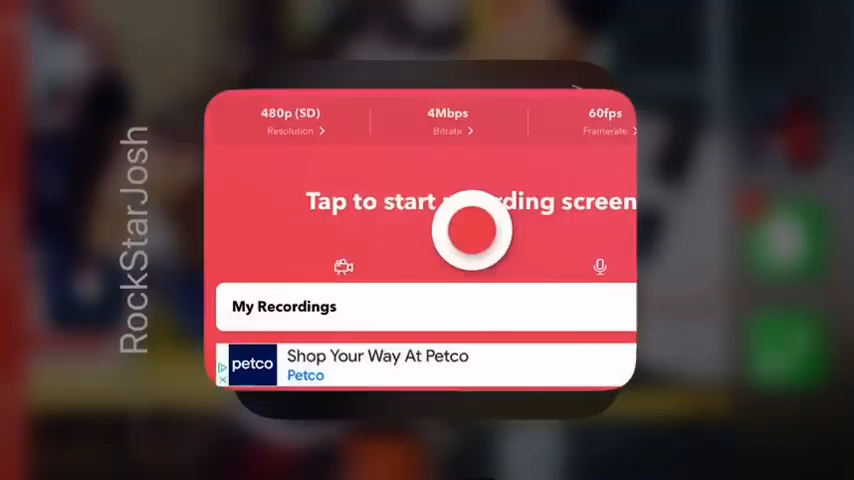 RockStarJosh
480p (SD)
Resolution
4Mbps
Bitrate
60fps
Framerate
Tap to start rding screen
My Recordings
petco
Shop Your Way At Petco
Petco